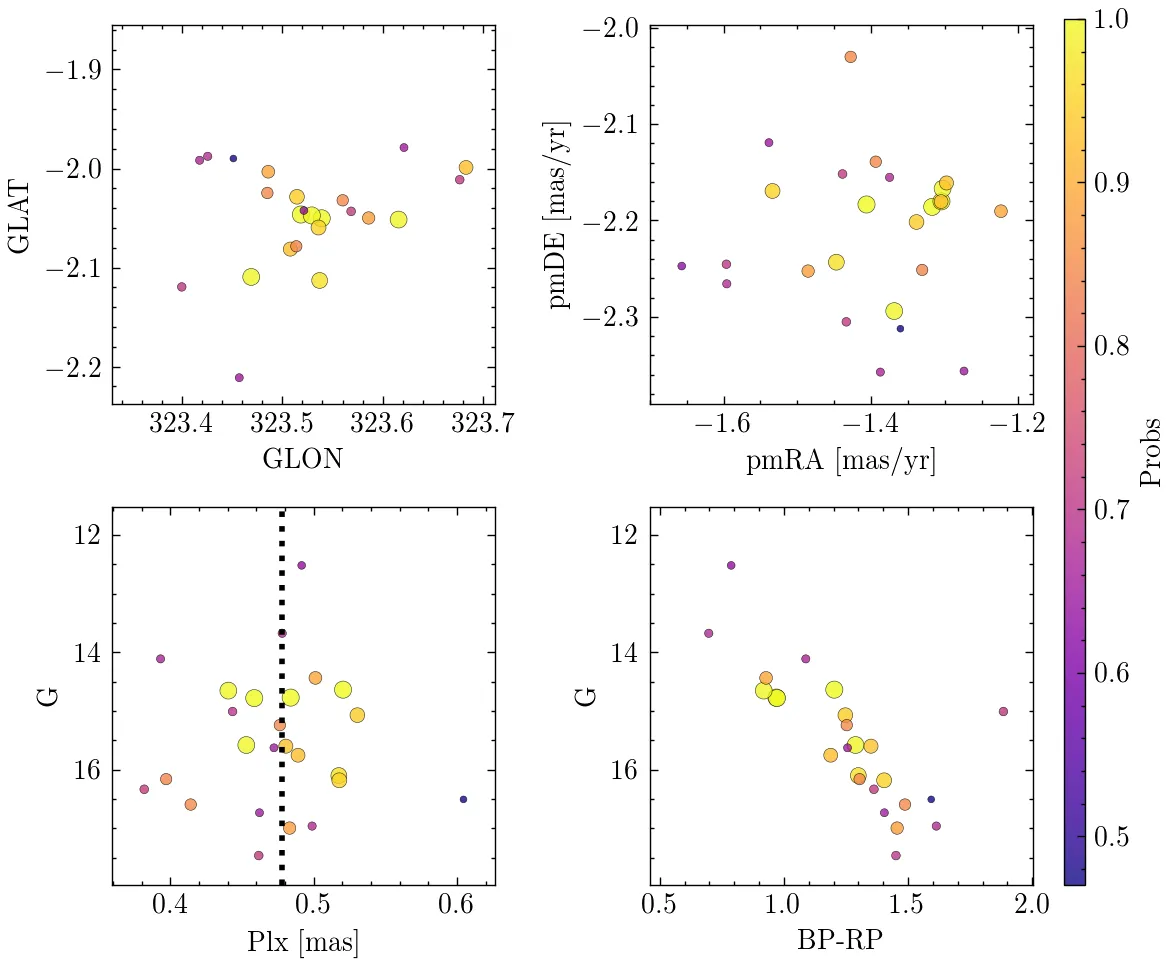 −1.9
−2.0
−2.1
−2.2
GLAT
323.4 323.5 323.6 323.7
GLON
−2.0
−2.1
−2.2
−2.3
pmDE [mas/yr]
−1.6 −1.4 −1.2
pmRA [mas/yr]
12
14
16
G
0.4 0.5 0.6
Plx [mas]
12
14
16
G
0.5 1.0 1.5 2.0
BP-RP
1.0
0.9
0.8
0.7
0.6
0.5
Probs